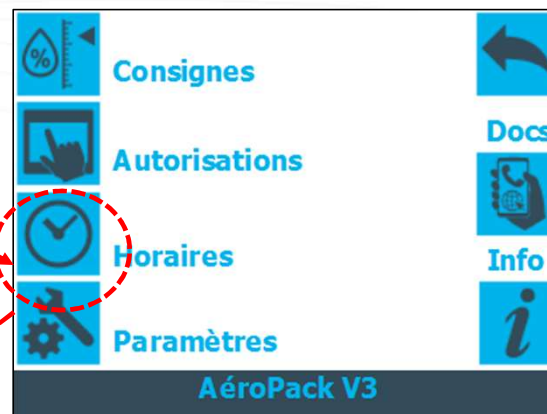 %
Consignes
Docs
Autorisations
Horaires
Info
i
Paramètres
AéroPack V3